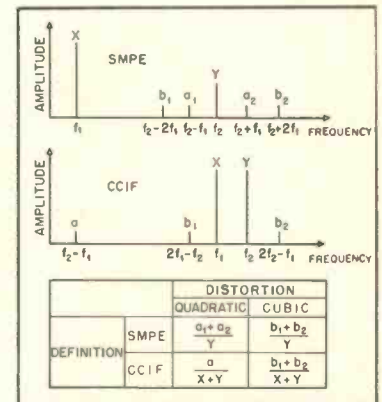 AMPLITUDE
X
SMPE
Y
b₁ a₁ a₂ b₂
f₁ f₂-2f₁ f₂-f₁ f₂ f₂+f₁ f₂+2f₁ FREQUENCY
AMPLITUDE
X Y
CCIF
a b₁ b₂
f₂-f₁ 2f₁-f₂ f₁ f₂ 2f₂-f₁ FREQUENCY
DISTORTION
QUADRATIC CUBIC
DEFINITION
SMPE a₁+a₂/Y b₁+b₂/Y
CCIF a/X+Y b₁+b₂/X+Y